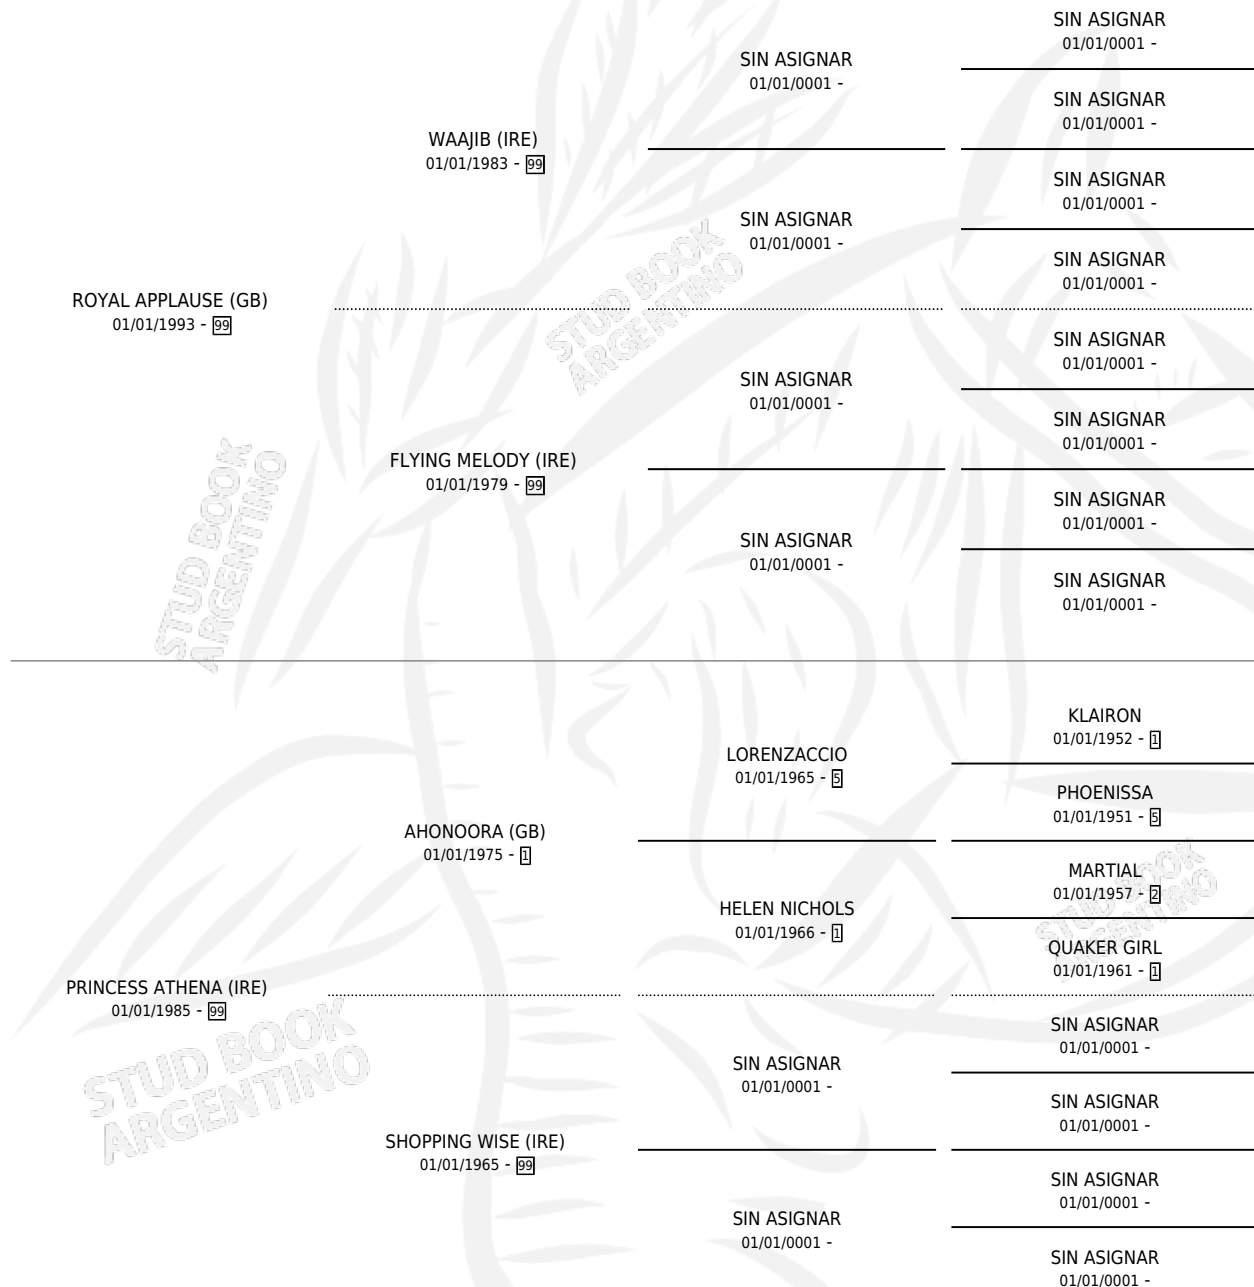 SIN ASIGNAR
01/01/0001 -
SIN ASIGNAR
01/01/0001 -
SIN ASIGNAR
01/01/0001 -
WAAJIB (IRE)
01/01/1983 - 99
SIN ASIGNAR
01/01/0001 -
SIN ASIGNAR
01/01/0001 -
SIN ASIGNAR
01/01/0001 -
ROYAL APPLAUSE (GB)
01/01/1993 - 99
SIN ASIGNAR
01/01/0001 -
SIN ASIGNAR
01/01/0001 -
SIN ASIGNAR
01/01/0001 -
FLYING MELODY (IRE)
01/01/1979 - 99
SIN ASIGNAR
01/01/0001 -
SIN ASIGNAR
01/01/0001 -
SIN ASIGNAR
01/01/0001 -
KLAIRON
01/01/1952 - 1
LORENZACCIO
01/01/1965 - 5
PHOENISSA
01/01/1951 - 5
AHONOORA (GB)
01/01/1975 - 1
MARTIAL
01/01/1957 - 2
HELEN NICHOLS
01/01/1966 - 1
QUAKER GIRL
01/01/1961 - 1
PRINCESS ATHENA (IRE)
01/01/1985 - 99
SIN ASIGNAR
01/01/0001 -
SIN ASIGNAR
01/01/0001 -
SIN ASIGNAR
01/01/0001 -
SHOPPING WISE (IRE)
01/01/1965 - 99
SIN ASIGNAR
01/01/0001 -
SIN ASIGNAR
01/01/0001 -
SIN ASIGNAR
01/01/0001 -
STUD BOOK
ARGENTINO
STUD BOOK
ARGENTINO
STUD BOOK
ARGENTINO
STUD BOOK
ARGENTINO